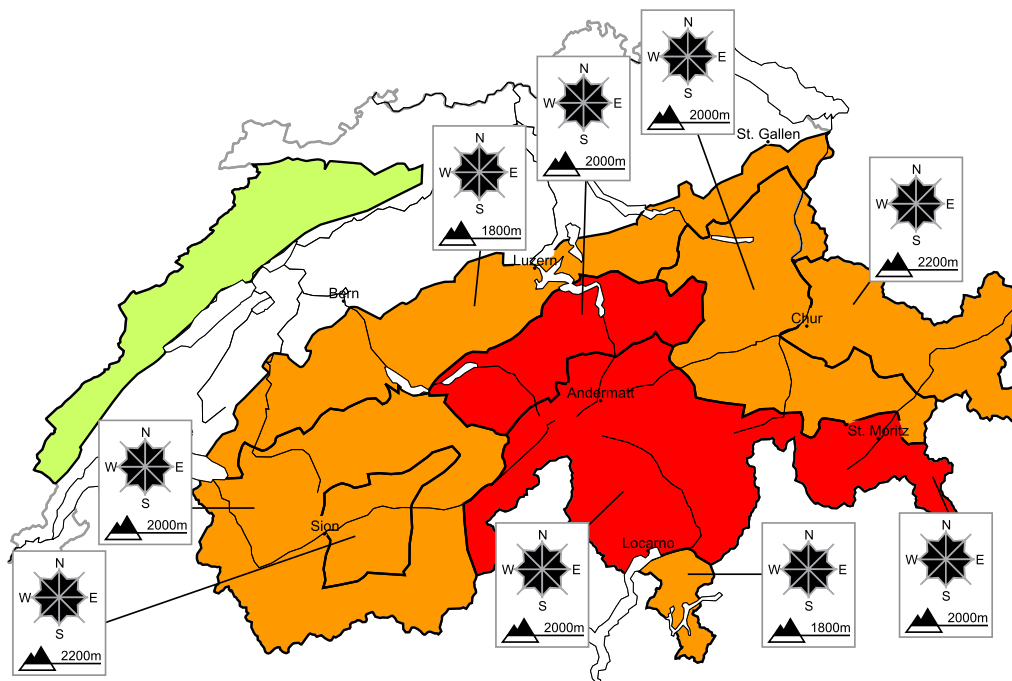 N
W E
S
2000m
N
W E
S
2000m
St. Gallen
N
W E
S
1800m
N
W E
S
2200m
Luzern
Bern
Chur
Andermatt
St. Moritz
N
W E
S
2000m
Sion
Locarno
N
W E
S
2000m
N
W E
S
1800m
N
W E
S
2000m
N
W E
S
2200m